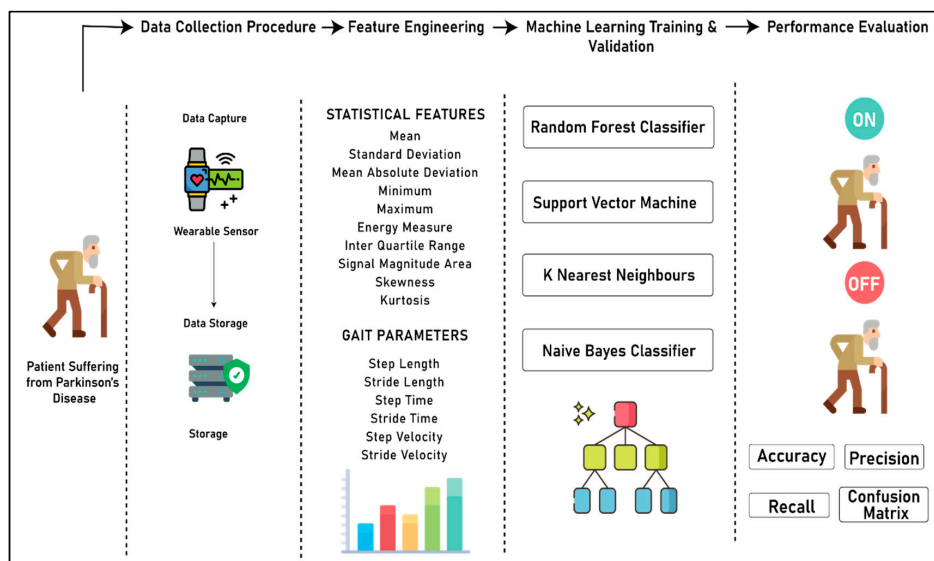 Data Collection Procedure
Feature Engineering
Machine Learning Training &
Validation
Performance Evaluation
Patient Suffering
from Parkinson's
Disease
Data Capture
Wearable Sensor
Data Storage
Storage
STATISTICAL FEATURES
Mean
Standard Deviation
Mean Absolute Deviation
Minimum
Maximum
Energy Measure
Inter Quartile Range
Signal Magnitude Area
Skewness
Kurtosis
GAIT PARAMETERS
Step Length
Stride Length
Step Time
Stride Time
Step Velocity
Stride Velocity
Random Forest Classifier
Support Vector Machine
K Nearest Neighbours
Naive Bayes Classifier
ON
OFF
Accuracy
Precision
Recall
Confusion
Matrix